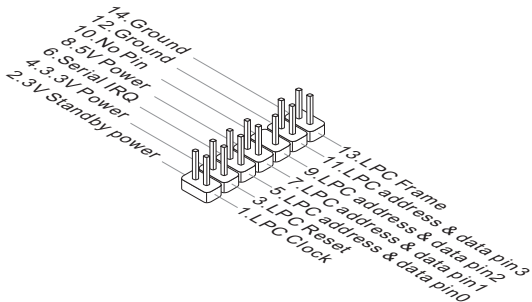 14.Ground
12.Ground
10.No Pin
8.5V Power
6.Serial IRQ
4.3.3V Power
2.3V Standby power
13.LPC Frame
11.LPC address & data pin3
9.LPC address & data pin2
7.LPC address & data pin1
5.LPC address & data pin0
3.LPC Reset
1.LPC Clock